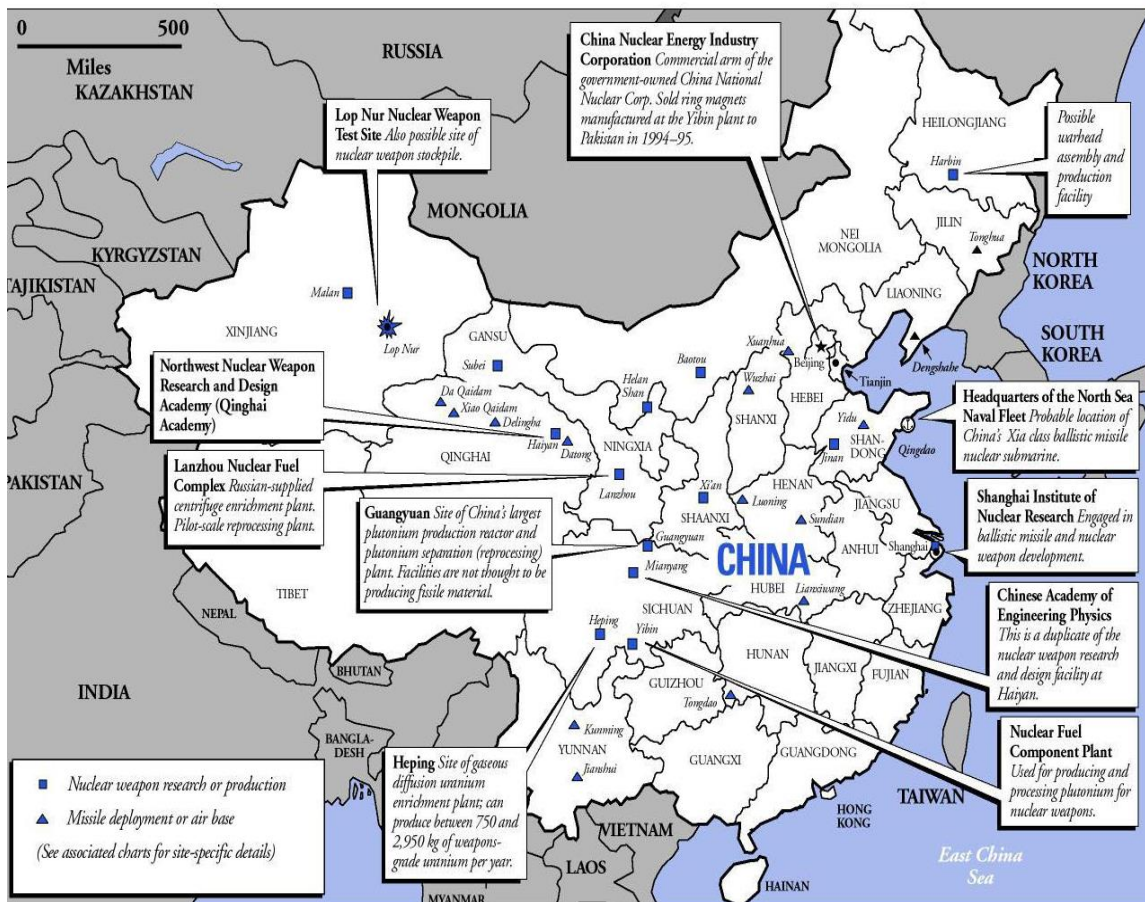 0 500
Miles
RUSSIA
KAZAKHSTAN
China Nuclear Energy Industry
Corporation Commercial arm of the
government-owned China National
Nuclear Corp. Sold ring magnets
manufactured at the Yibin plant to
Pakistan in 1994–95.
Lop Nur Nuclear Weapon
Test Site Also possible site of
nuclear weapon stockpile.
HEILONGJIANG
Harbin
Possible
warhead
assembly and
production
facility
MONGOLIA
KYRGYZSTAN
TAJIKISTAN
NEI
MONGOLIA
JILIN
Tonghua
NORTH
KOREA
LIAONING
SOUTH
KOREA
Malan
XINJIANG
Lop Nur
GANSU
Subei
Baotou
Xuanhua
Beijing
Dengshahe
Tianjin
Northwest Nuclear Weapon
Research and Design
Academy (Qinghai
Academy)
Da Qaidam
Xiao Qaidam
Delingha
Helan
Shan
Wuzhai
HEBEI
SHANXI
Headquarters of the North Sea
Naval Fleet Probable location of
China's Xia class ballistic missile
nuclear submarine.
Yidu
SHAN-
DONG
Jinan
Qingdao
Haiyan
Datong
NINGXIA
QINGHAI
Lanzhou
PAKISTAN
Lanzhou Nuclear Fuel
Complex Russian-supplied
centrifuge enrichment plant.
Pilot-scale reprocessing plant.
Xi'an
SHAANXI
HENAN
Luoning
Sundian
JIANGSU
Shanghai Institute of
Nuclear Research Engaged in
ballistic missile and nuclear
weapon development.
Guangyuan Site of China's largest
plutonium production reactor and
plutonium separation (reprocessing)
plant. Facilities are not thought to be
producing fissile material.
Guangyuan
Mianyang
CHINA
ANHUI
Shanghai
HUBEI
Lianxiwang
ZHEJIANG
TIBET
NEPAL
SICHUAN
Heping
Yibin
Chinese Academy of
Engineering Physics
This is a duplicate of the
nuclear weapon research
and design facility at
Haiyan.
BHUTAN
INDIA
GUIZHOU
Tongdao
HUNAN
JIANGXI
FUJIAN
BANGLA-
DESH
Kunming
YUNNAN
Jianshui
GUANGXI
GUANGDONG
Nuclear Fuel
Component Plant
Used for producing and
processing plutonium for
nuclear weapons.
Heping Site of gaseous
diffusion uranium
enrichment plant; can
produce between 750 and
2,950 kg of weapons-
grade uranium per year.
HONG
KONG
TAIWAN
VIETNAM
LAOS
MYANMAR
HAINAN
East China
Sea
Nuclear weapon research or production
Missile deployment or air base
(See associated charts for site-specific details)